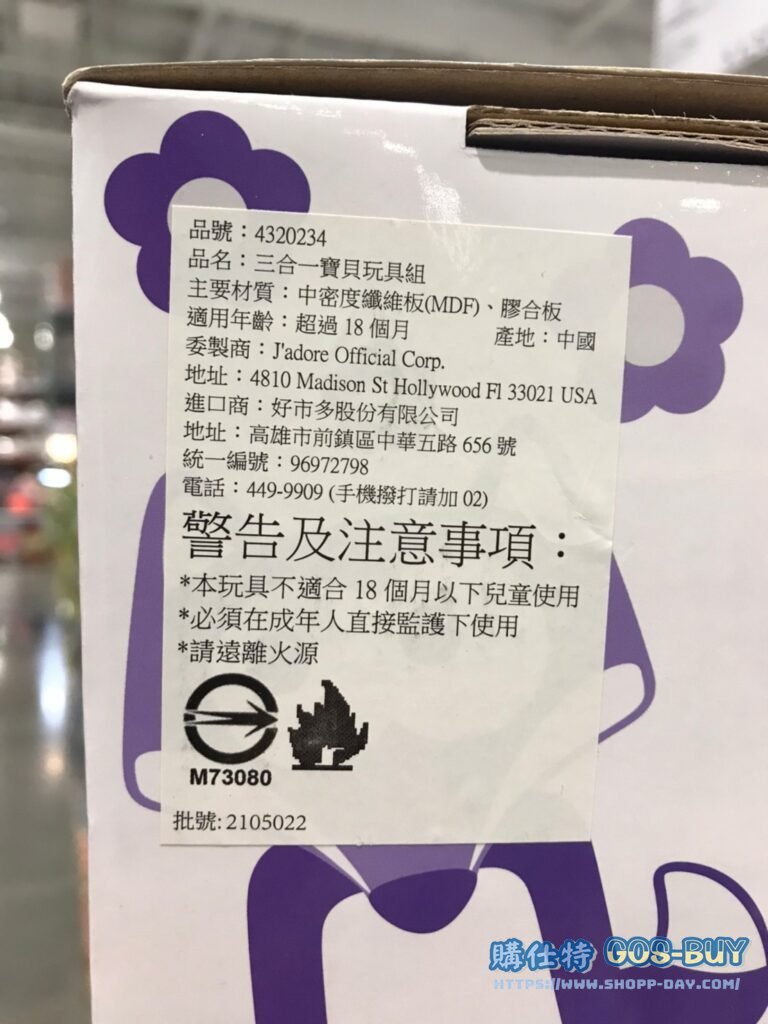 品號：4320234
品名：三合一寶貝玩具組
主要材質：中密度纖維板(MDF)、膠合板
適用年齡：超過 18 個月 產地：中國
委製商：J'adore Official Corp.
地址：4810 Madison St Hollywood Fl 33021 USA
進口商：好市多股份有限公司
地址：高雄市前鎮區中華五路 656 號
統一編號：96972798
電話：449-9909 (手機撥打請加 02)
警告及注意事項：
*本玩具不適合 18 個月以下兒童使用
*必須在成年人直接監護下使用
*請遠離火源
M73080
批號: 2105022
購仕特 GOS-BUY
HTTPS://WWW.SHOPP-DAY.COM/